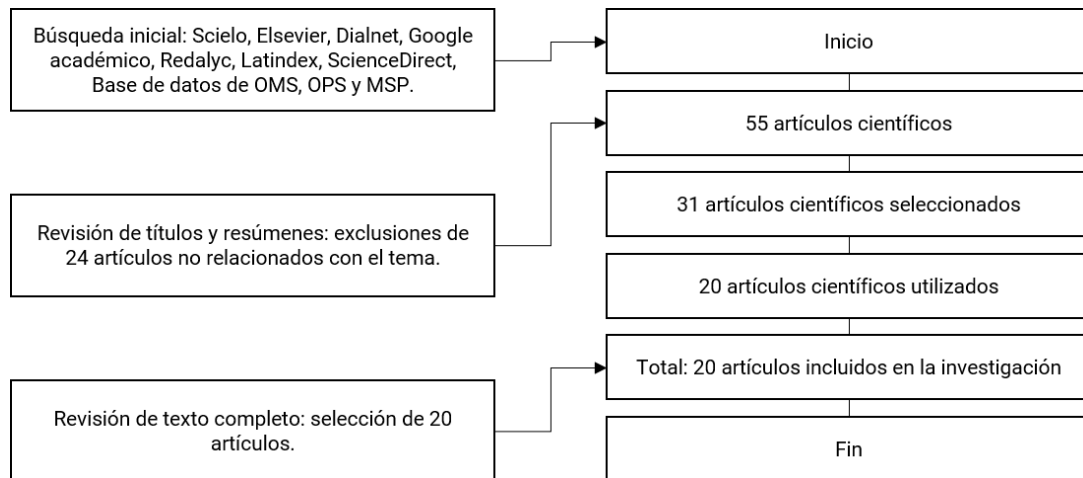 Búsqueda inicial: Scielo, Elsevier, Dialnet, Google
académico, Redalyc, Latindex, ScienceDirect,
Base de datos de OMS, OPS y MSP.
Inicio
55 artículos científicos
Revisión de títulos y resúmenes: exclusiones de
24 artículos no relacionados con el tema.
31 artículos científicos seleccionados
20 artículos científicos utilizados
Total: 20 artículos incluidos en la investigación
Revisión de texto completo: selección de 20
artículos.
Fin